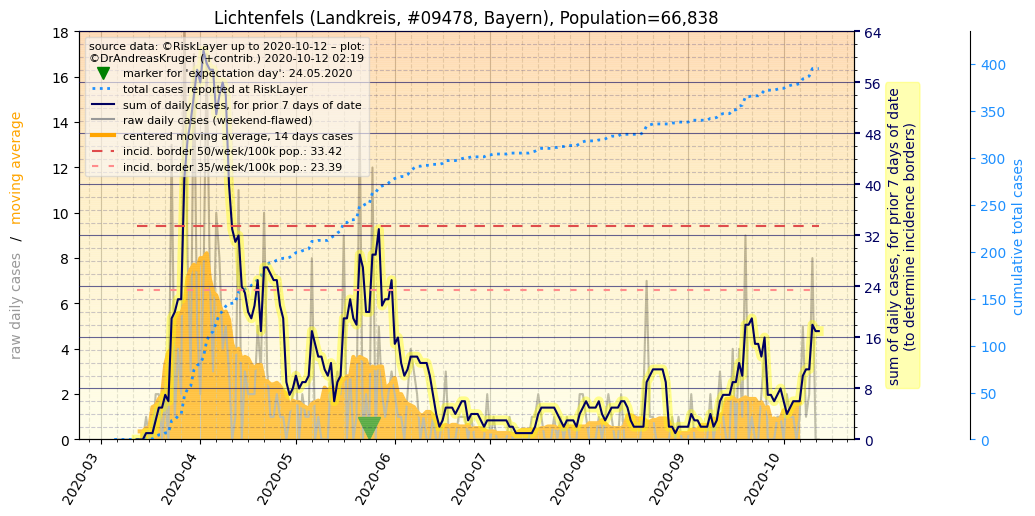 Lichtenfels (Landkreis, #09478, Bayern), Population=66,838
source data: ©RiskLayer up to 2020-10-12 – plot:
©DrAndreasKruger (+contrib.) 2020-10-12 02:19
marker for 'expectation day': 24.05.2020
total cases reported at RiskLayer
sum of daily cases, for prior 7 days of date
raw daily cases (weekend-flawed)
centered moving average, 14 days cases
incid. border 50/week/100k pop.: 33.42
incid. border 35/week/100k pop.: 23.39
raw daily cases / moving average
18
16
14
12
10
8
6
4
2
0
2020-03
2020-04
2020-05
2020-06
2020-07
2020-08
2020-09
2020-10
64
56
48
40
32
24
16
8
0
sum of daily cases, for prior 7 days of date
(to determine incidence borders)
400
350
300
250
200
150
100
50
0
cumulative total cases